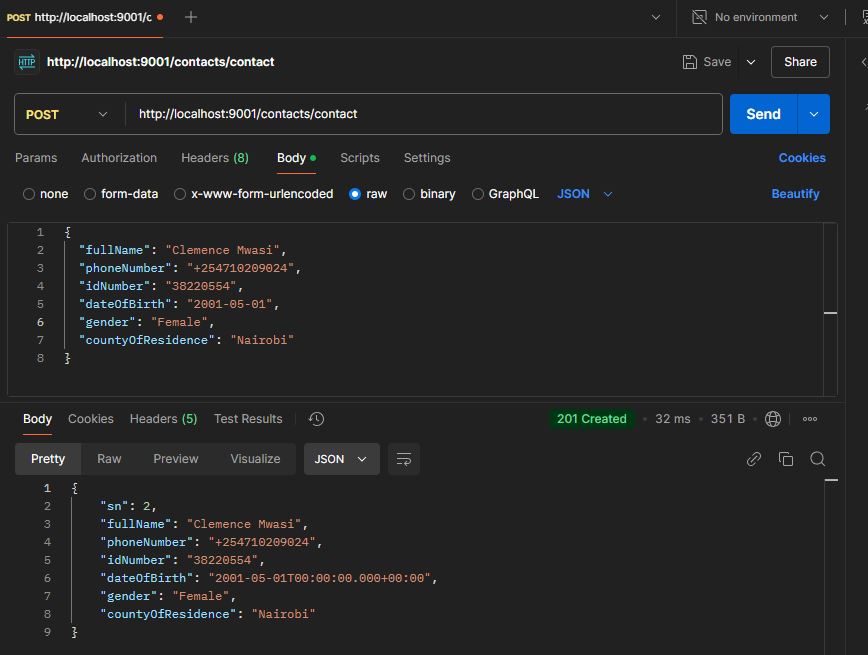 POST http://localhost:9001/c
No environment
HTTP http://localhost:9001/contacts/contact
Save
Share
POST http://localhost:9001/contacts/contact
Send
Params Authorization Headers (8) Body Scripts Settings Cookies
none form-data x-www-form-urlencoded raw binary GraphQL JSON Beautify
1 {
2 "fullName": "Clemence Mwasi",
3 "phoneNumber": "+254710209024",
4 "idNumber": "38220554",
5 "dateOfBirth": "2001-05-01",
6 "gender": "Female",
7 "countyOfResidence": "Nairobi"
8 }
Body Cookies Headers (5) Test Results 201 Created 32 ms 351 B
Pretty Raw Preview Visualize JSON
1 {
2 "sn": 2,
3 "fullName": "Clemence Mwasi",
4 "phoneNumber": "+254710209024",
5 "idNumber": "38220554",
6 "dateOfBirth": "2001-05-01T00:00:00.000+00:00",
7 "gender": "Female",
8 "countyOfResidence": "Nairobi"
9 }